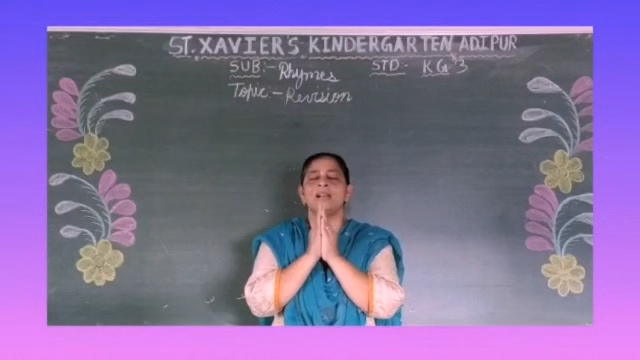 ST. XAVIER'S KINDERGARTEN ADIPUR
SUB:- Rhymes STD:- KG 3
Topic:- Revision